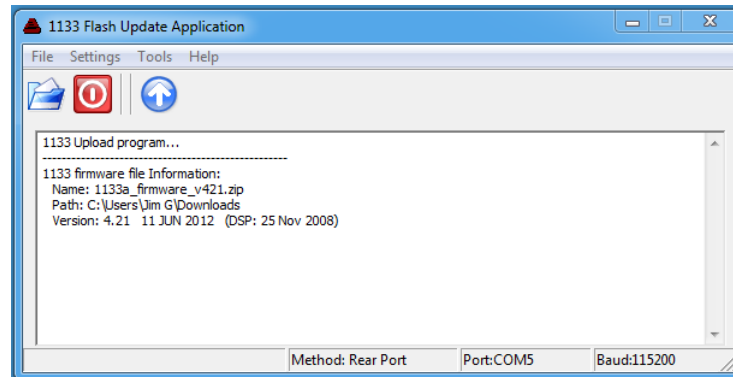 1133 Flash Update Application
File Settings Tools Help
1133 Upload program...
--------------------------------------------------
1133 firmware file Information:
Name: 1133a_firmware_v421.zip
Path: C:\Users\Jim G\Downloads
Version: 4.21 11 JUN 2012 (DSP: 25 Nov 2008)
Method: Rear Port Port:COM5 Baud:115200